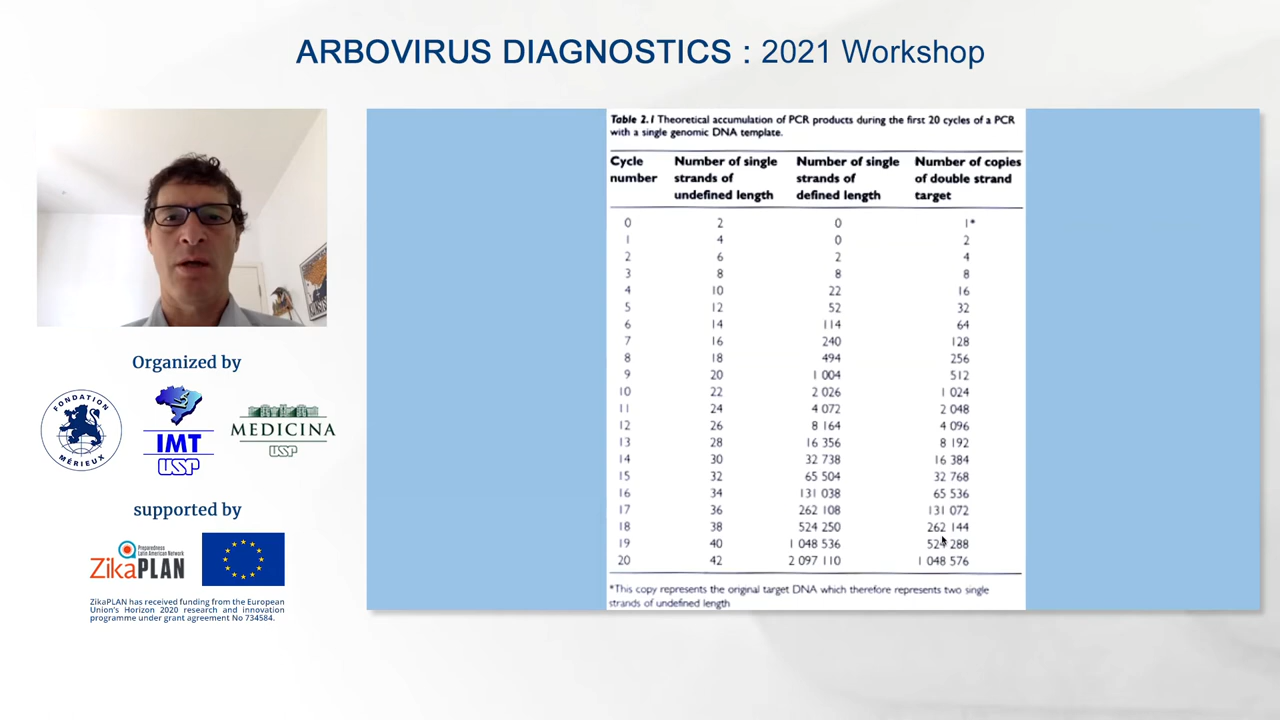 ARBOVIRUS DIAGNOSTICS : 2021 Workshop
Organized by
FONDATION
MÉRIEUX
IMT
USP
MEDICINA
USP
supported by
Preparedness
Latin American Network
ZikaPLAN
ZikaPLAN has received funding from the European
Union's Horizon 2020 research and innovation
programme under grant agreement No 734584.
Table 2.1 Theoretical accumulation of PCR products during the first 20 cycles of a PCR
with a single genomic DNA template.
Cycle Number of single Number of single Number of copies
number strands of strands of of double strand
undefined length defined length target
0 2 0 1*
1 4 0 2
2 6 2 4
3 8 8 8
4 10 22 16
5 12 52 32
6 14 114 64
7 16 240 128
8 18 494 256
9 20 1 004 512
10 22 2 026 1 024
11 24 4 072 2 048
12 26 8 164 4 096
13 28 16 356 8 192
14 30 32 738 16 384
15 32 65 504 32 768
16 34 131 038 65 536
17 36 262 108 131 072
18 38 524 250 262 144
19 40 1 048 536 524 288
20 42 2 097 110 1 048 576
*This copy represents the original target DNA which therefore represents two single
strands of undefined length